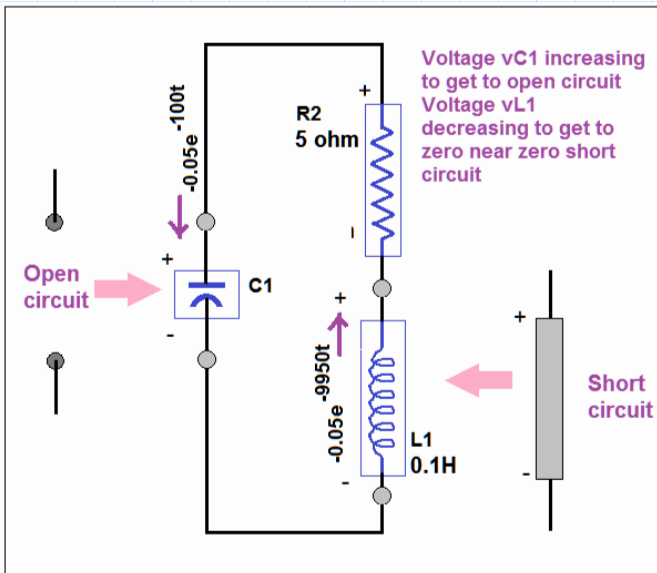 Voltage vC1 increasing
to get to open circuit
Voltage vL1
decreasing to get to
zero near zero short
circuit
+
R2
5 ohm
-0.05e-100t
–
+
C1
-
Open
circuit
+
-0.05e-9950t
L1
0.1H
-
+
Short
circuit
-